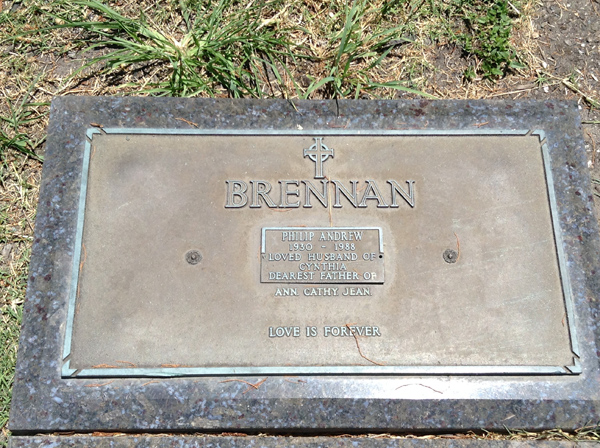 BRENNAN
PHILIP ANDREW
1930 - 1988
LOVED HUSBAND OF
CYNTHIA
DEAREST FATHER OF
ANN CATHY JEAN
LOVE IS FOREVER